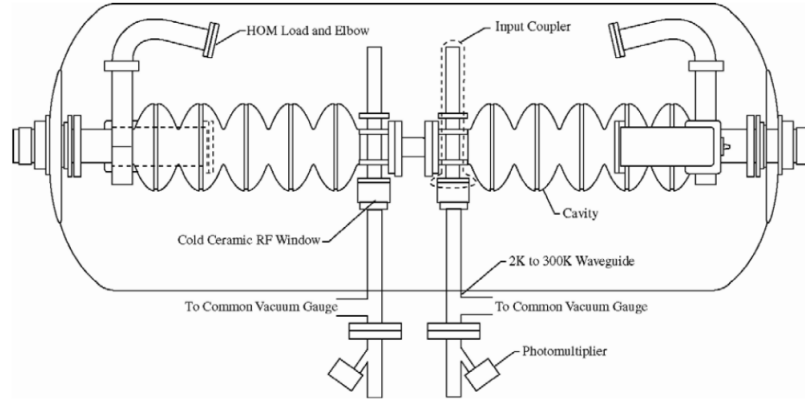 HOM Load and Elbow
Input Coupler
Cavity
Cold Ceramic RF Window
2K to 300K Waveguide
To Common Vacuum Gauge
To Common Vacuum Gauge
Photomultiplier